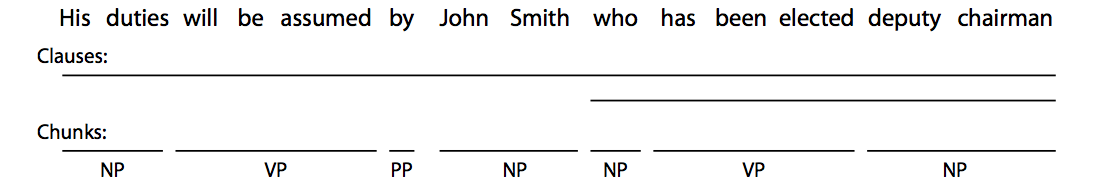 His duties will be assumed by John Smith who has been elected deputy chairman
Clauses:
Chunks:
NP VP PP NP NP VP NP